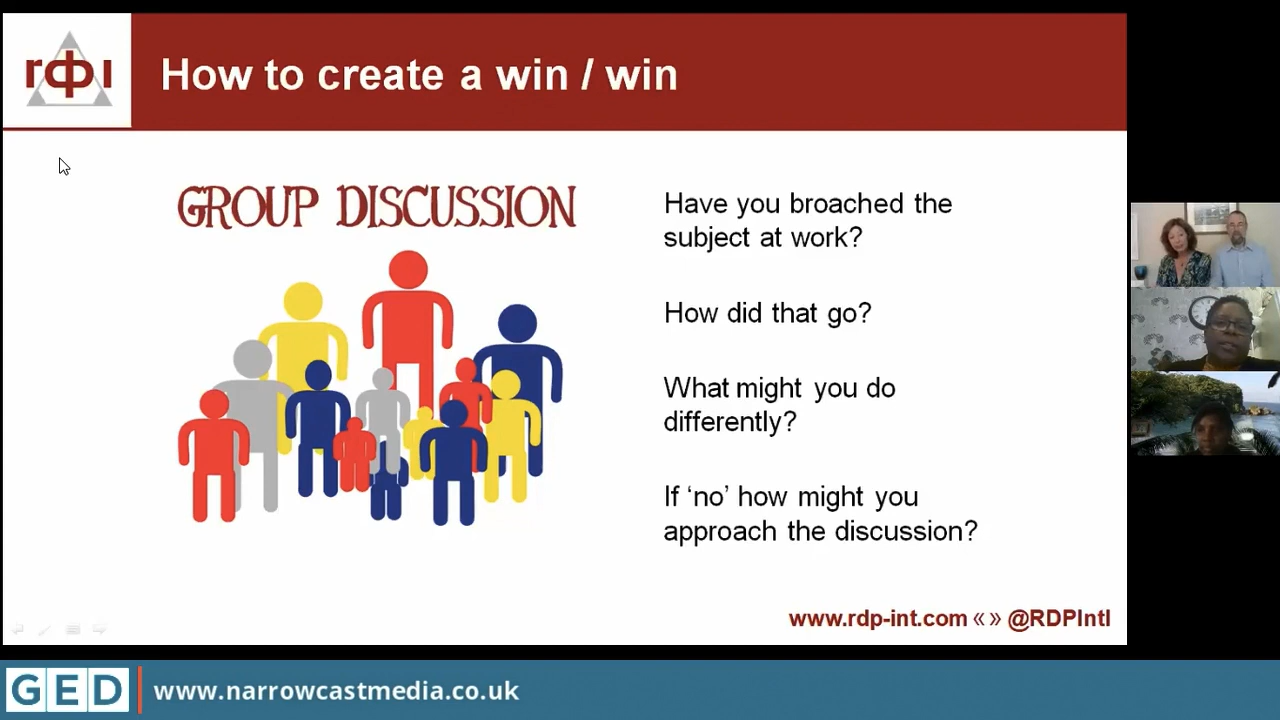 rФI
How to create a win / win
GROUP DISCUSSION
Have you broached the
subject at work?
How did that go?
What might you do
differently?
If ‘no’ how might you
approach the discussion?
www.rdp-int.com «» @RDPIntl
GED www.narrowcastmedia.co.uk